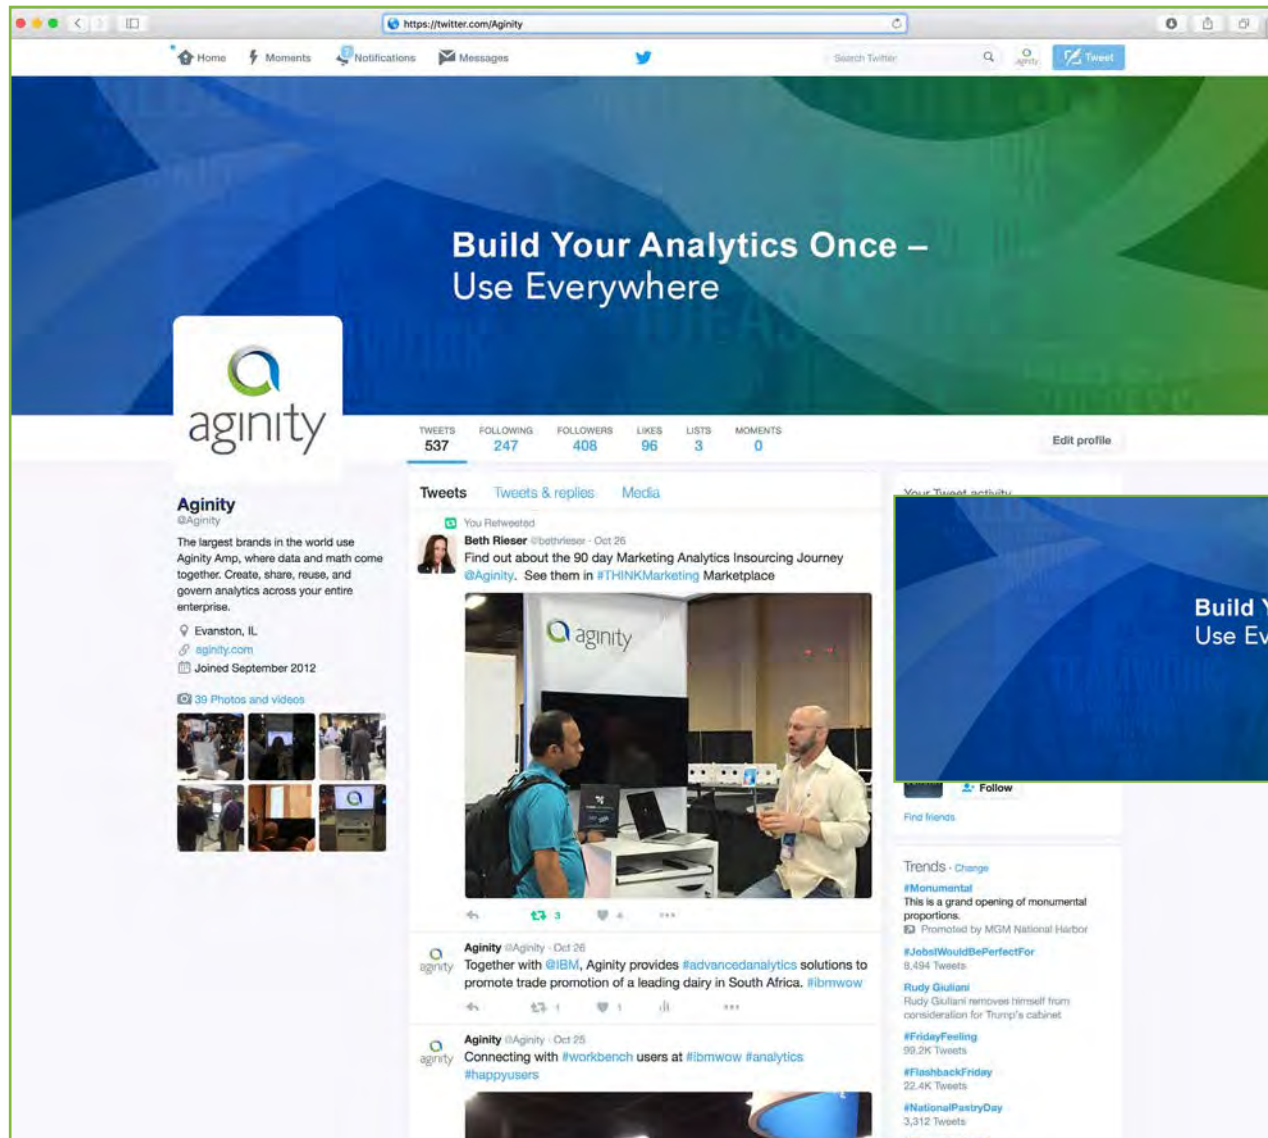 https://twitter.com/Aginity
Home
Moments
Notifications
Messages
Search Twitter
Tweet
Build Your Analytics Once –
Use Everywhere
aginity
TWEETS
537
FOLLOWING
247
FOLLOWERS
408
LIKES
96
LISTS
3
MOMENTS
0
Edit profile
Aginity
@Aginity
The largest brands in the world use
Aginity Amp, where data and math come
together. Create, share, reuse, and
govern analytics across your entire
enterprise.
Evanston, IL
aginity.com
Joined September 2012
39 Photos and videos
Tweets Tweets & replies Media
You Retweeted
Beth Rieser @bethrieser · Oct 26
Find out about the 90 day Marketing Analytics Insourcing Journey
@Aginity. See them in #THINKMarketing Marketplace
aginity
3 4
Aginity @Aginity · Oct 26
aginity
Together with @IBM, Aginity provides #advancedanalytics solutions to
promote trade promotion of a leading dairy in South Africa. #ibmwow
1 1
Aginity @Aginity · Oct 25
aginity
Connecting with #workbench users at #ibmwow #analytics
#happyusers
Your Tweet activity
Build
Use Ev
Follow
Find friends
Trends · Change
#Monumental
This is a grand opening of monumental
proportions.
Promoted by MGM National Harbor
#JobsIWouldBePerfectFor
8,494 Tweets
Rudy Giuliani
Rudy Giuliani removes himself from
consideration for Trump's cabinet
#FridayFeeling
99.2K Tweets
#FlashbackFriday
22.4K Tweets
#NationalPastryDay
3,312 Tweets